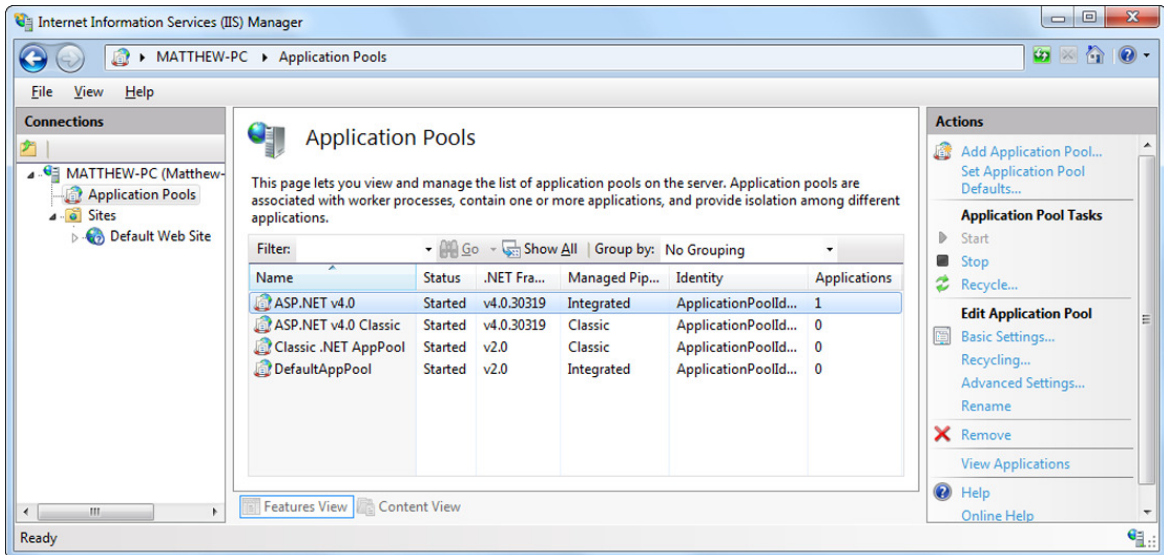 Internet Information Services (IIS) Manager
MATTHEW-PC Application Pools
File View Help
Connections
MATTHEW-PC (Matthew-
Application Pools
Sites
Default Web Site
Application Pools
This page lets you view and manage the list of application pools on the server. Application pools are
associated with worker processes, contain one or more applications, and provide isolation among different
applications.
Filter: Go Show All Group by: No Grouping
Name Status .NET Fra... Managed Pip... Identity Applications
ASP.NET v4.0 Started v4.0.30319 Integrated ApplicationPoolId... 1
ASP.NET v4.0 Classic Started v4.0.30319 Classic ApplicationPoolId... 0
Classic .NET AppPool Started v2.0 Classic ApplicationPoolId... 0
DefaultAppPool Started v2.0 Integrated ApplicationPoolId... 0
Features View Content View
Actions
Add Application Pool...
Set Application Pool
Defaults...
Application Pool Tasks
Start
Stop
Recycle...
Edit Application Pool
Basic Settings...
Recycling...
Advanced Settings...
Rename
Remove
View Applications
Help
Online Help
Ready